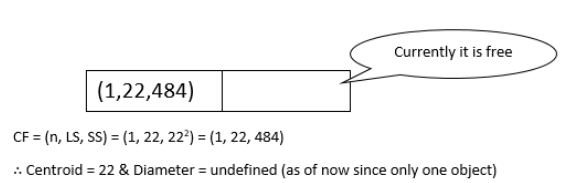 Currently it is free
(1,22,484)
CF = (n, LS, SS) = (1, 22, 22²) = (1, 22, 484)
∴ Centroid = 22 & Diameter = undefined (as of now since only one object)